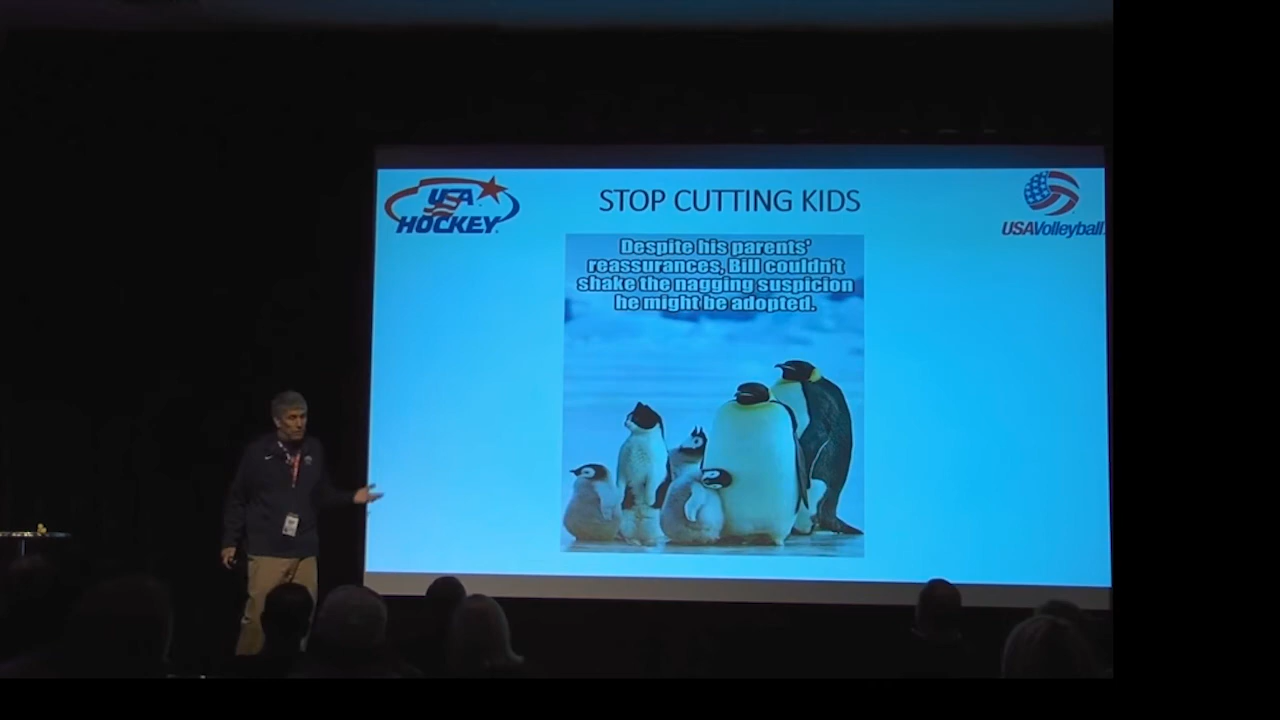 USA
HOCKEY
STOP CUTTING KIDS
USAVolleyball
Despite his parents'
reassurances, Bill couldn't
shake the nagging suspicion
he might be adopted.